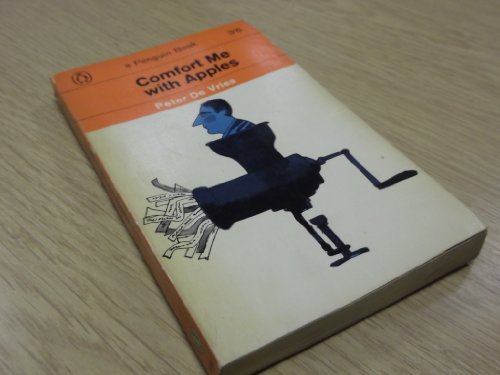 a Penguin Book
3'6
Comfort Me
with Apples
Peter De Vries